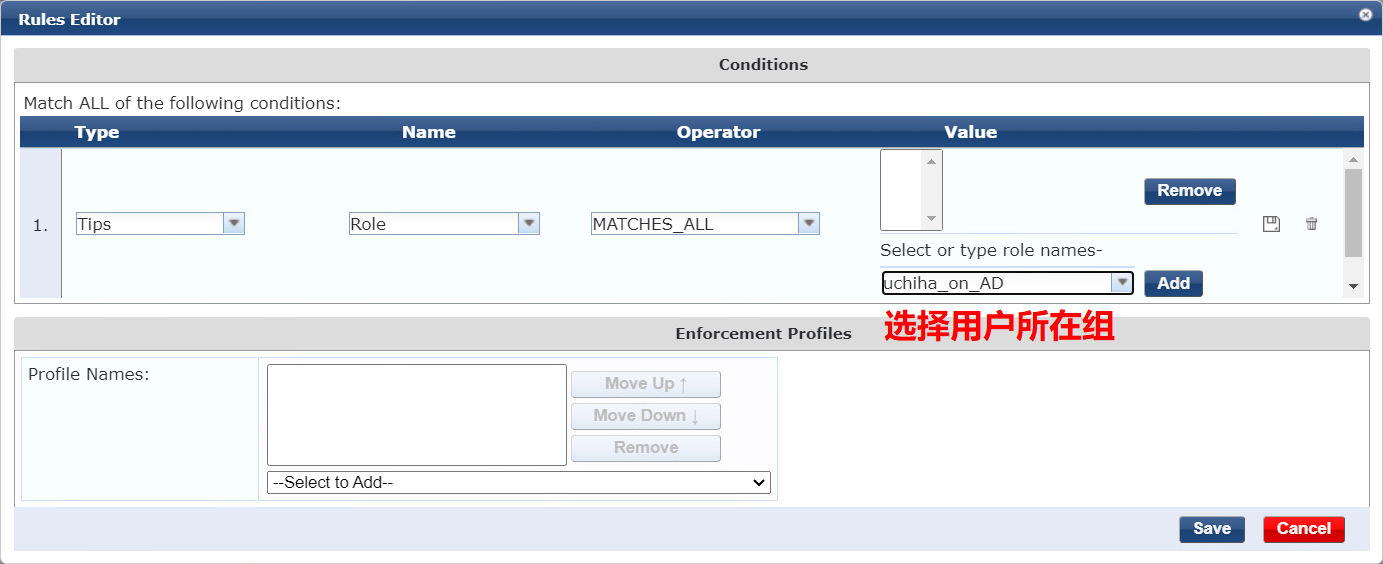 Rules Editor
Conditions
Match ALL of the following conditions:
Type Name Operator Value
1. Tips Role MATCHES_ALL
Remove
Select or type role names-
uchiha_on_AD Add
选择用户所在组
Enforcement Profiles
Profile Names:
Move Up ↑
Move Down ↓
Remove
--Select to Add--
Save Cancel